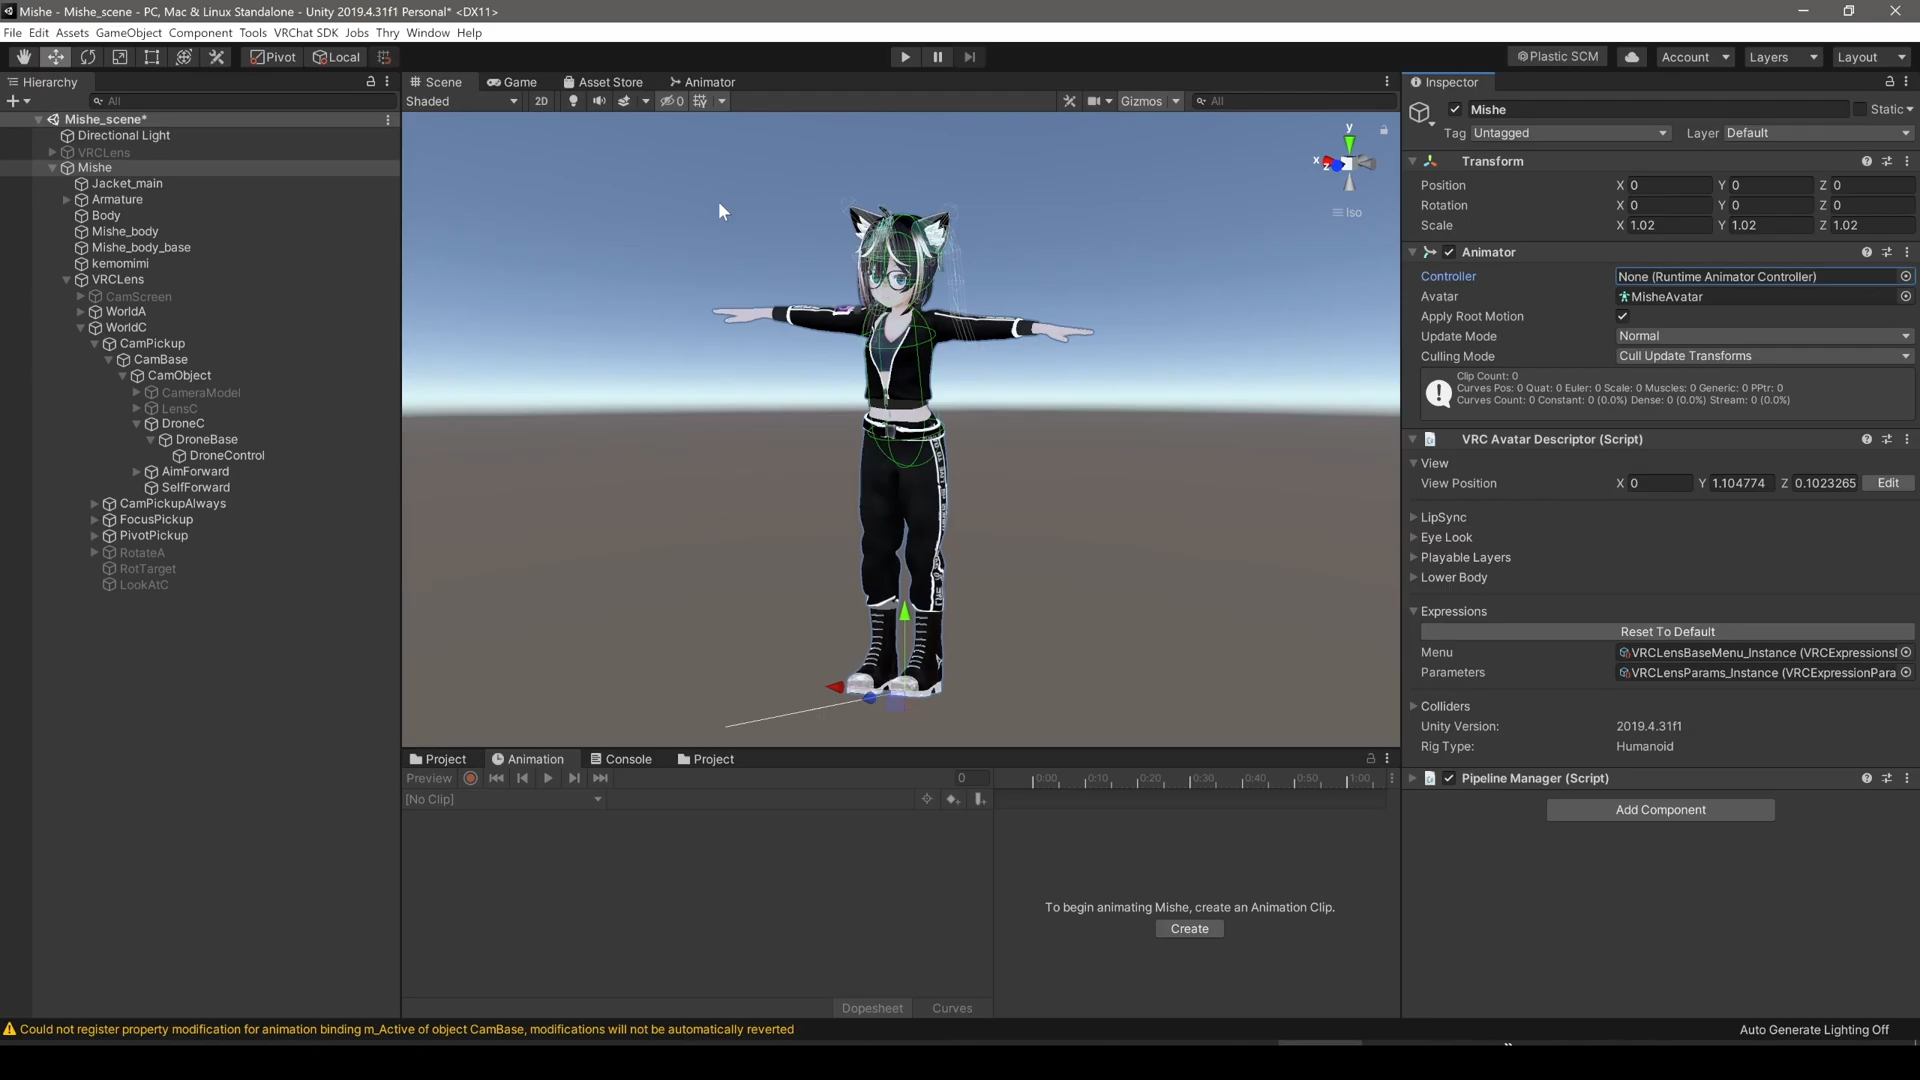 Mishe - Mishe_scene - PC, Mac & Linux Standalone - Unity 2019.4.31f1 Personal* <DX11>
File Edit Assets GameObject Component Tools VRChat SDK Jobs Thry Window Help
Pivot Local Plastic SCM Account Layers Layout
Hierarchy
All
Mishe_scene*
Directional Light
VRCLens
Mishe
Jacket_main
Armature
Body
Mishe_body
Mishe_body_base
kemomimi
VRCLens
CamScreen
WorldA
WorldC
CamPickup
CamBase
CamObject
CameraModel
LensC
DroneC
DroneBase
DroneControl
AimForward
SelfForward
CamPickupAlways
FocusPickup
PivotPickup
RotateA
RotTarget
LookAtC
Scene Game Asset Store Animator
Shaded 2D 0 Gizmos All
y
x
z
Iso
Project Animation Console Project
Preview 0 0:00 0:10 0:20 0:30 0:40 0:50 1:00
[No Clip]
To begin animating Mishe, create an Animation Clip.
Create
Dopesheet Curves
Inspector
Mishe Static
Tag Untagged Layer Default
Transform
Position X 0 Y 0 Z 0
Rotation X 0 Y 0 Z 0
Scale X 1.02 Y 1.02 Z 1.02
Animator
Controller None (Runtime Animator Controller)
Avatar MisheAvatar
Apply Root Motion
Update Mode Normal
Culling Mode Cull Update Transforms
Clip Count: 0
Curves Pos: 0 Quat: 0 Euler: 0 Scale: 0 Muscles: 0 Generic: 0 PPtr: 0
Curves Count: 0 Constant: 0 (0.0%) Dense: 0 (0.0%) Stream: 0 (0.0%)
VRC Avatar Descriptor (Script)
View
View Position X 0 Y 1.104774 Z 0.1023265 Edit
LipSync
Eye Look
Playable Layers
Lower Body
Expressions
Reset To Default
Menu VRCLensBaseMenu_Instance (VRCExpressionsM
Parameters VRCLensParams_Instance (VRCExpressionPara
Colliders
Unity Version: 2019.4.31f1
Rig Type: Humanoid
Pipeline Manager (Script)
Add Component
Could not register property modification for animation binding m_Active of object CamBase, modifications will not be automatically reverted
Auto Generate Lighting Off